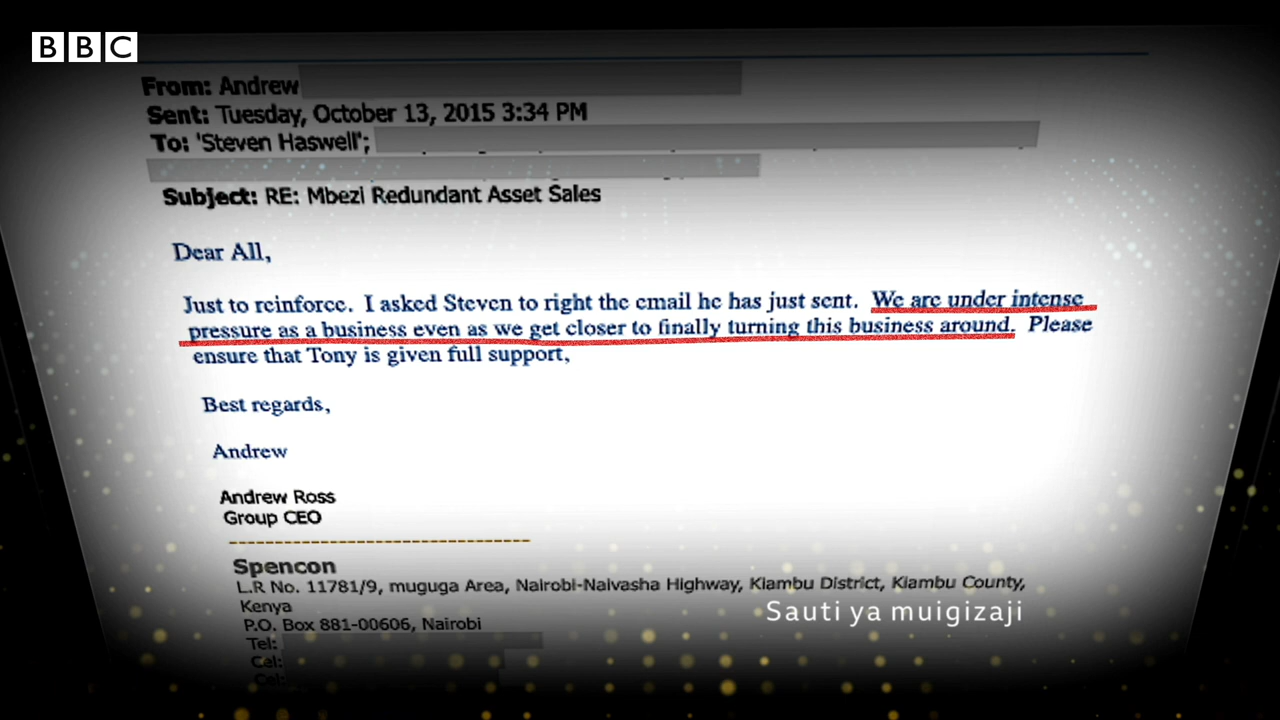 BBC
From: Andrew
Sent: Tuesday, October 13, 2015 3:34 PM
To: 'Steven Haswell';
Subject: RE: Mbezi Redundant Asset Sales
Dear All,
Just to reinforce. I asked Steven to right the email he has just sent. We are under intense
pressure as a business even as we get closer to finally turning this business around. Please
ensure that Tony is given full support,
Best regards,
Andrew
Andrew Ross
Group CEO
--------------------------------
Spencon
L.R No. 11781/9, muguga Area, Nairobi-Naivasha Highway, Kiambu District, Kiambu County,
Kenya
P.O. Box 881-00606, Nairobi
Tel:
Cel:
Cel:
Sauti ya muigizaji